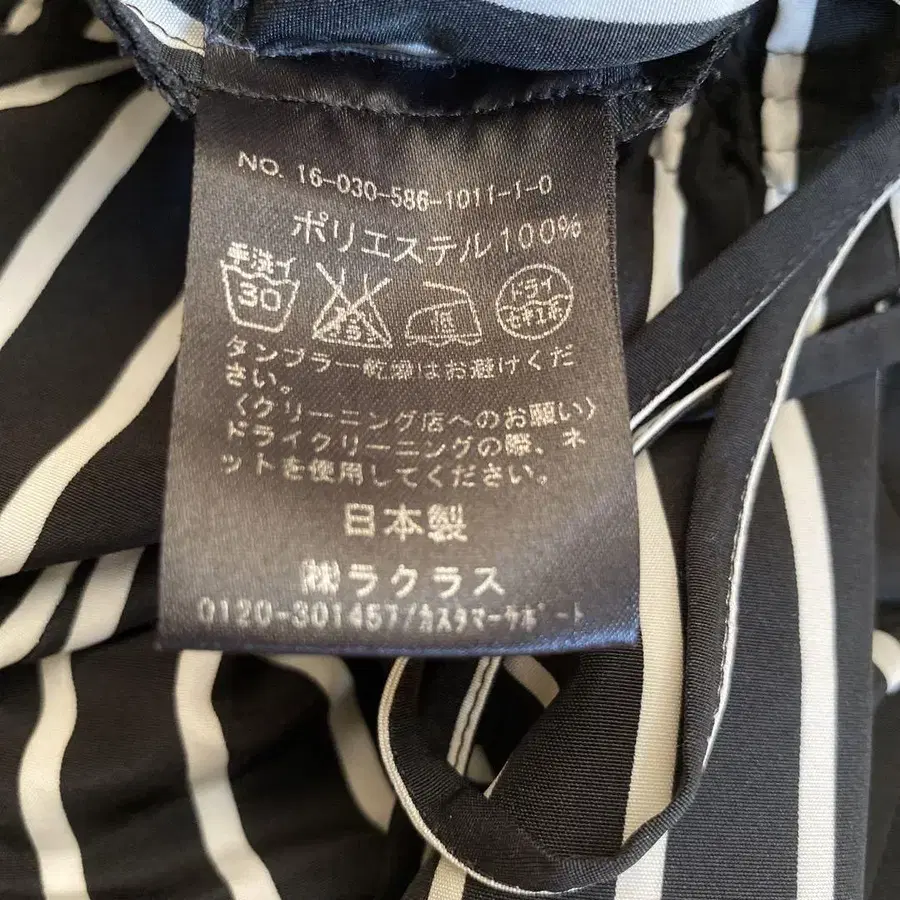 NO. 16-030-586-1011-1-0
ポリエステル100%
手洗イ
30
低
ドライ
タンブラー乾燥はお避けくだ
さい。
〈クリーニング店へのお願い〉
ドライクリーニングの際、ネ
ットを使用してください。
日本製
㈱ラクラス
0120-301457/カスタマーサポート